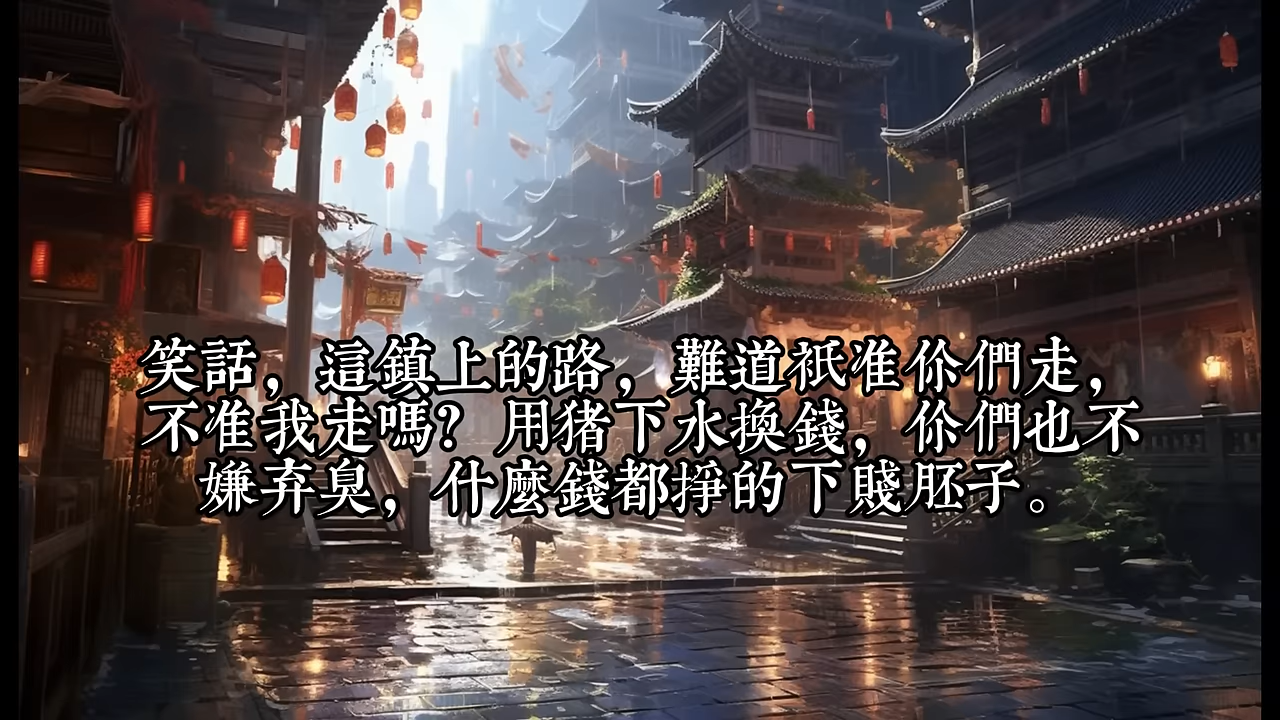 笑話，這鎮上的路，難道衹准你們走，
不准我走嗎？用猪下水換錢，你們也不
嫌弃臭，什麽錢都掙的下賤胚子。